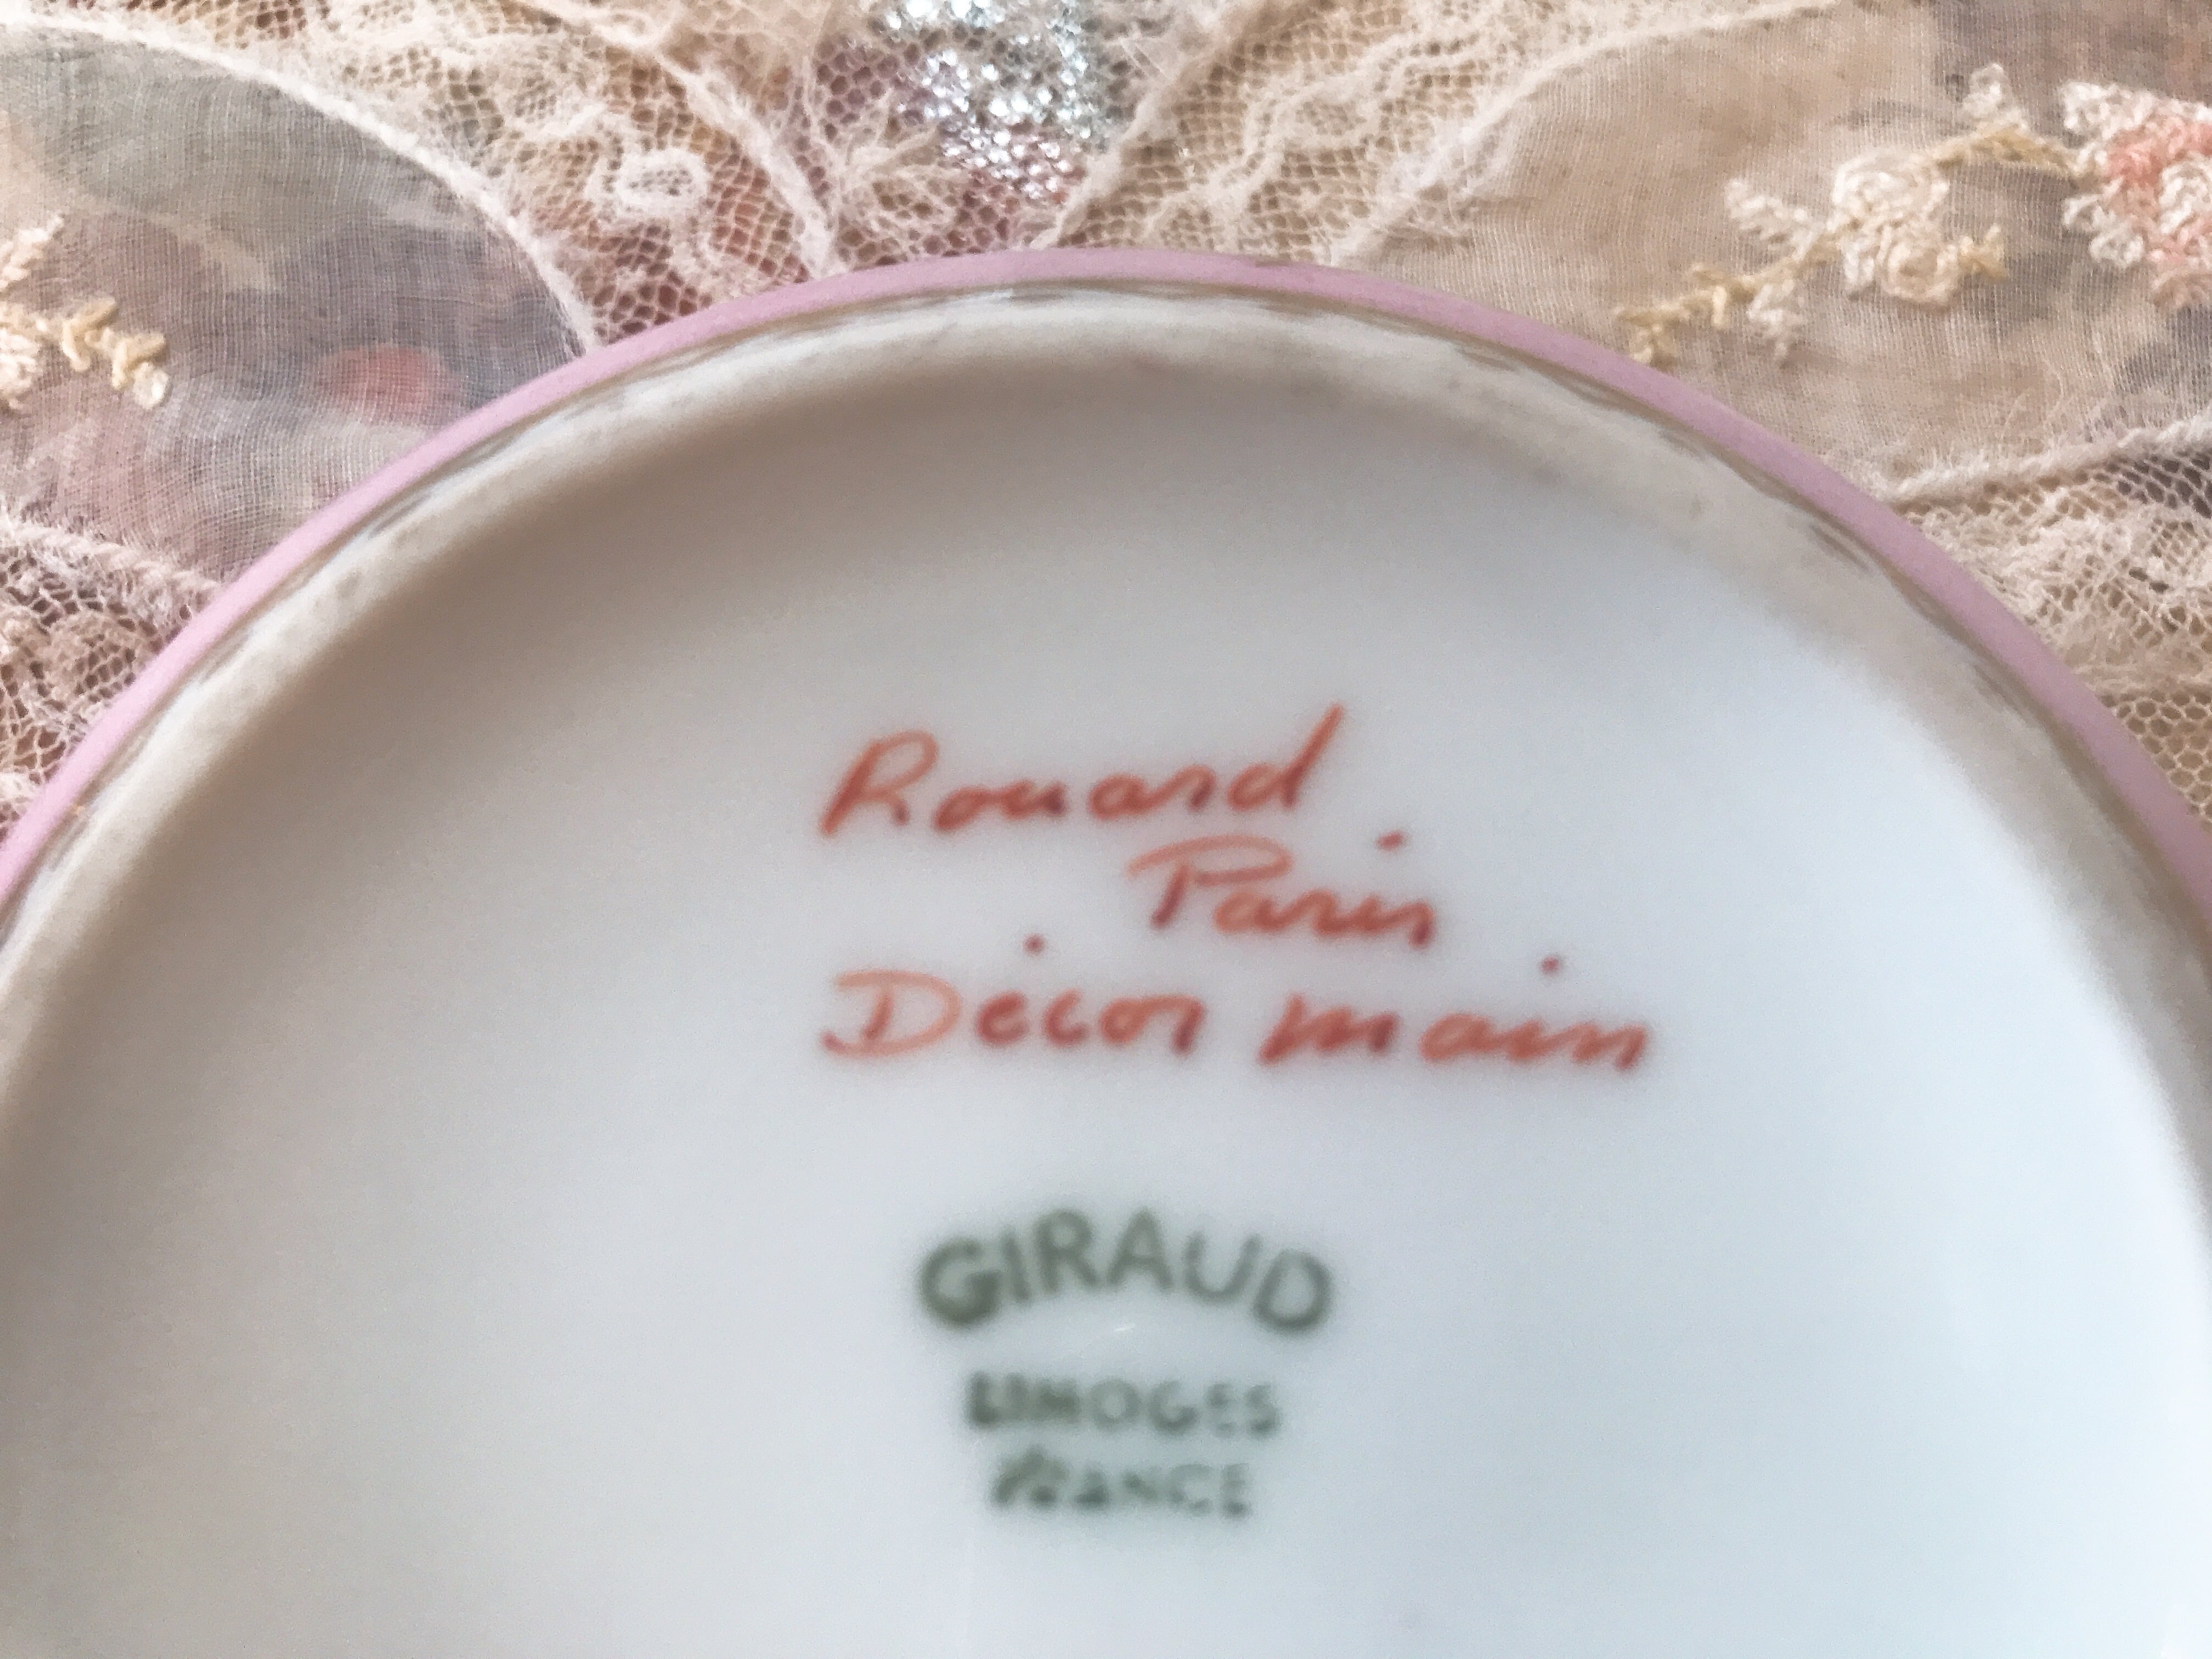 Rouard
Paris
Décor main
GIRAUD
LIMOGES
FRANCE